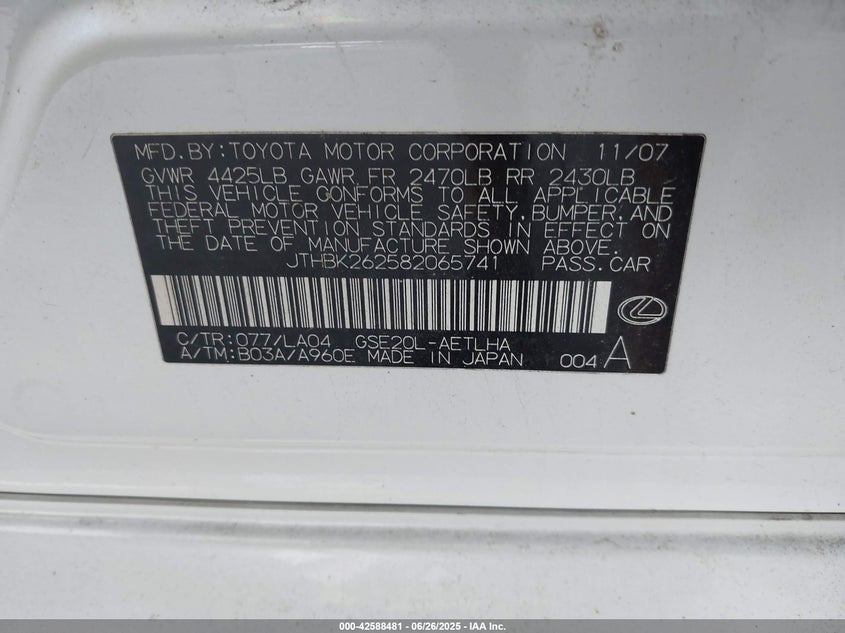 MFD.BY:TOYOTA MOTOR CORPORATION 11/07
GVWR 4425LB GAWR FR 2470LB RR 2430LB
THIS VEHICLE CONFORMS TO ALL APPLICABLE
FEDERAL MOTOR VEHICLE SAFETY,BUMPER,AND
THEFT PREVENTION STANDARDS IN EFFECT ON
THE DATE OF MANUFACTURE SHOWN ABOVE.
JTHBK262582065741 PASS.CAR
C/TR:077/LA04 GSE20L-AETLHA
A/TM:B03A/A960E MADE IN JAPAN 004 A
000-42588481 | 06/26/2025 | IAA Inc.